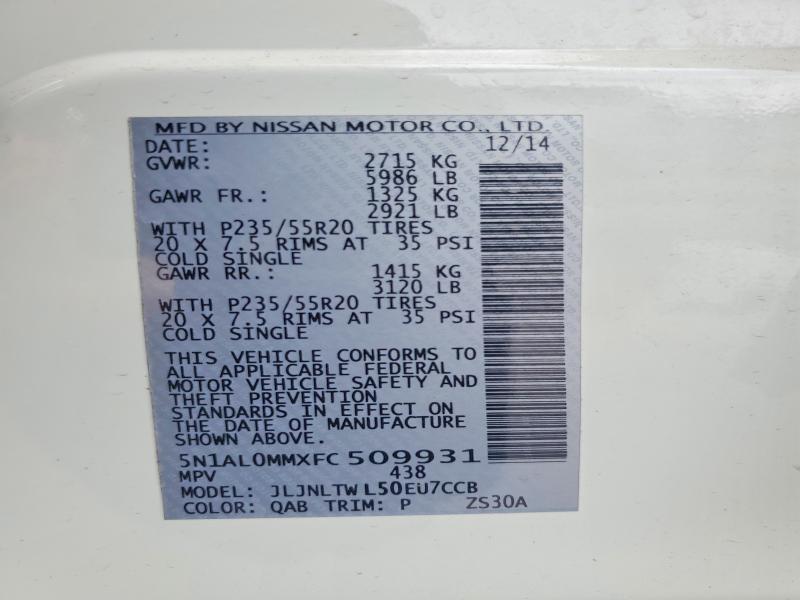 MFD BY NISSAN MOTOR CO., LTD.
DATE: 12/14
GVWR: 2715 KG
5986 LB
GAWR FR.: 1325 KG
2921 LB
WITH P235/55R20 TIRES
20 X 7.5 RIMS AT 35 PSI
COLD SINGLE
GAWR RR.: 1415 KG
3120 LB
WITH P235/55R20 TIRES
20 X 7.5 RIMS AT 35 PSI
COLD SINGLE
THIS VEHICLE CONFORMS TO
ALL APPLICABLE FEDERAL
MOTOR VEHICLE SAFETY AND
THEFT PREVENTION
STANDARDS IN EFFECT ON
THE DATE OF MANUFACTURE
SHOWN ABOVE.
5N1AL0MMXFC 509931
MPV 438
MODEL: JLJNLTW L50EU7CCB
COLOR: QAB TRIM: P ZS30A